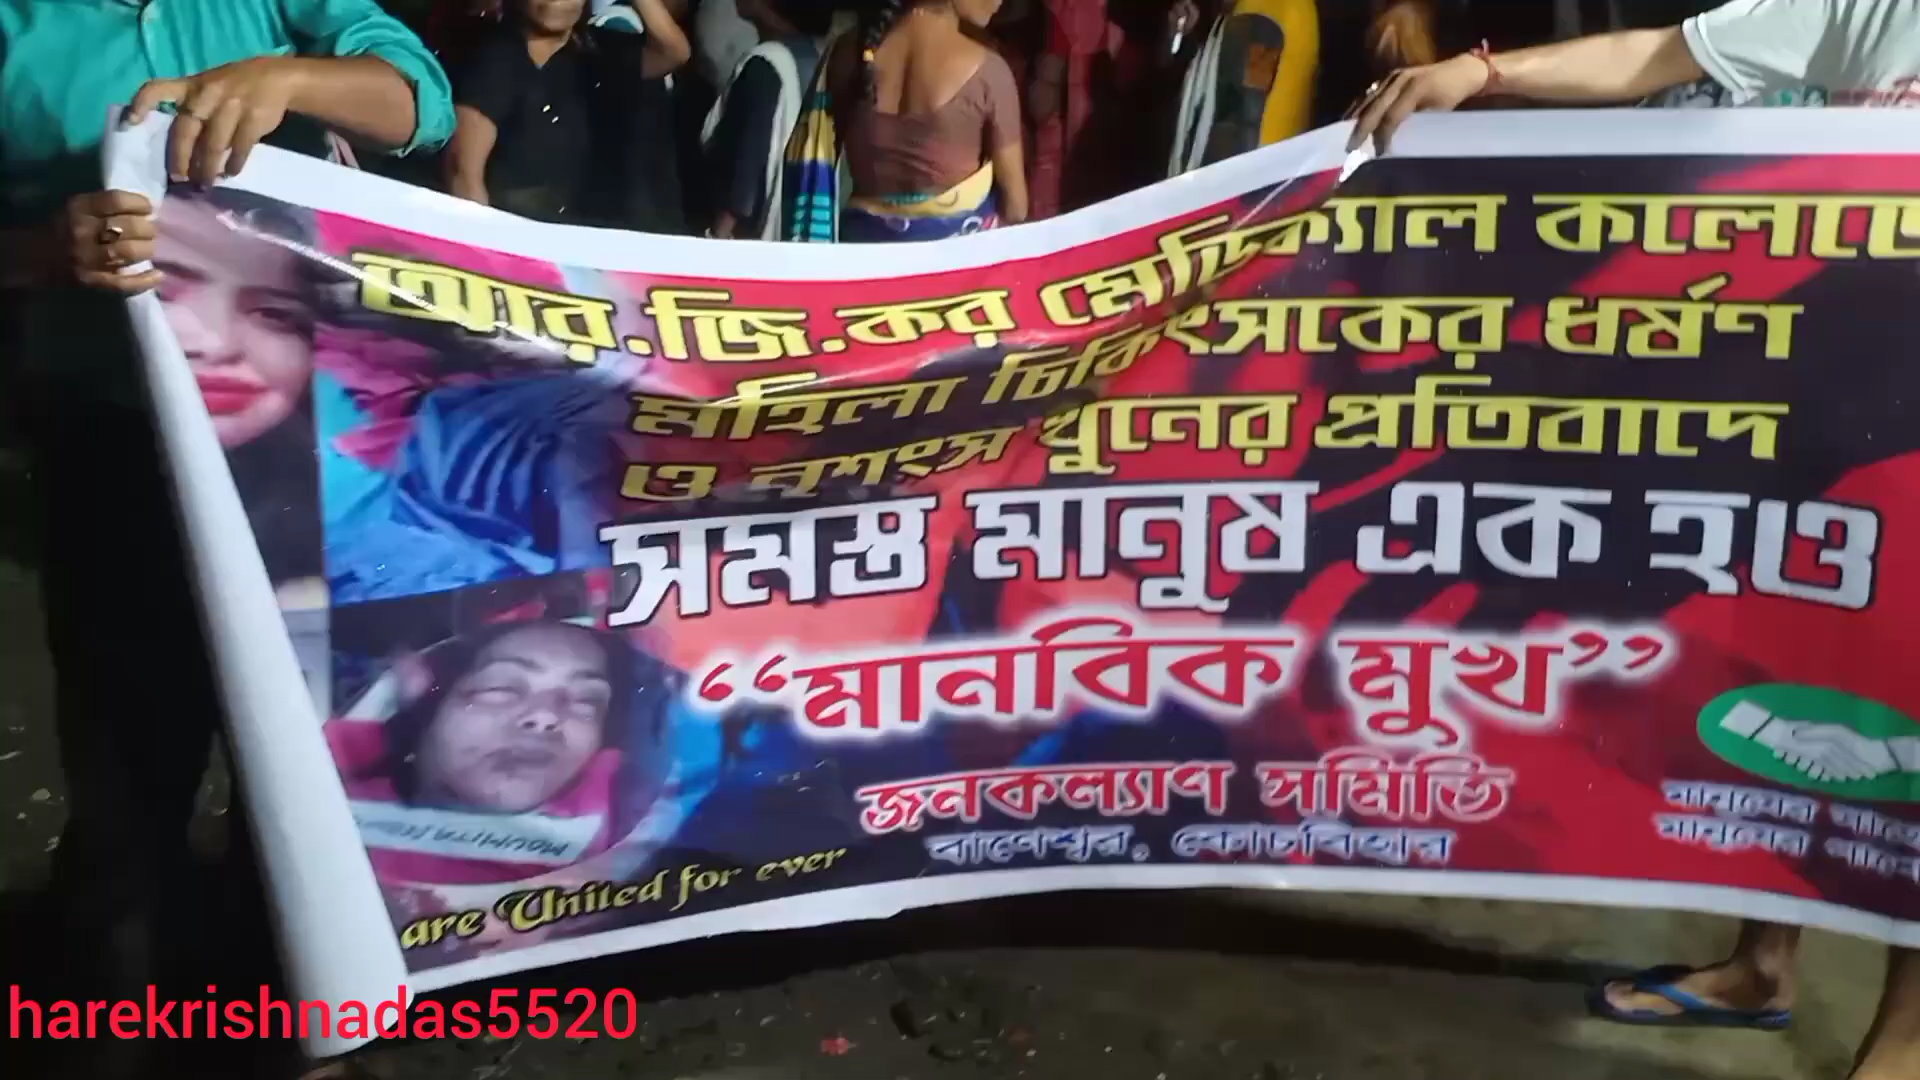 আর.জি.কর মেডিক্যাল কলেজে
মহিলা চিকিৎসকের ধর্ষণ
ও নৃশংস খুনের প্রতিবাদে
সমস্ত মানুষ এক হও
‘‘মানবিক মুখ’’
জনকল্যাণ সমিতি
বাণেশ্বর, কোচবিহার
মানুষের
মানুষের
are United for ever
harekrishnadas5520